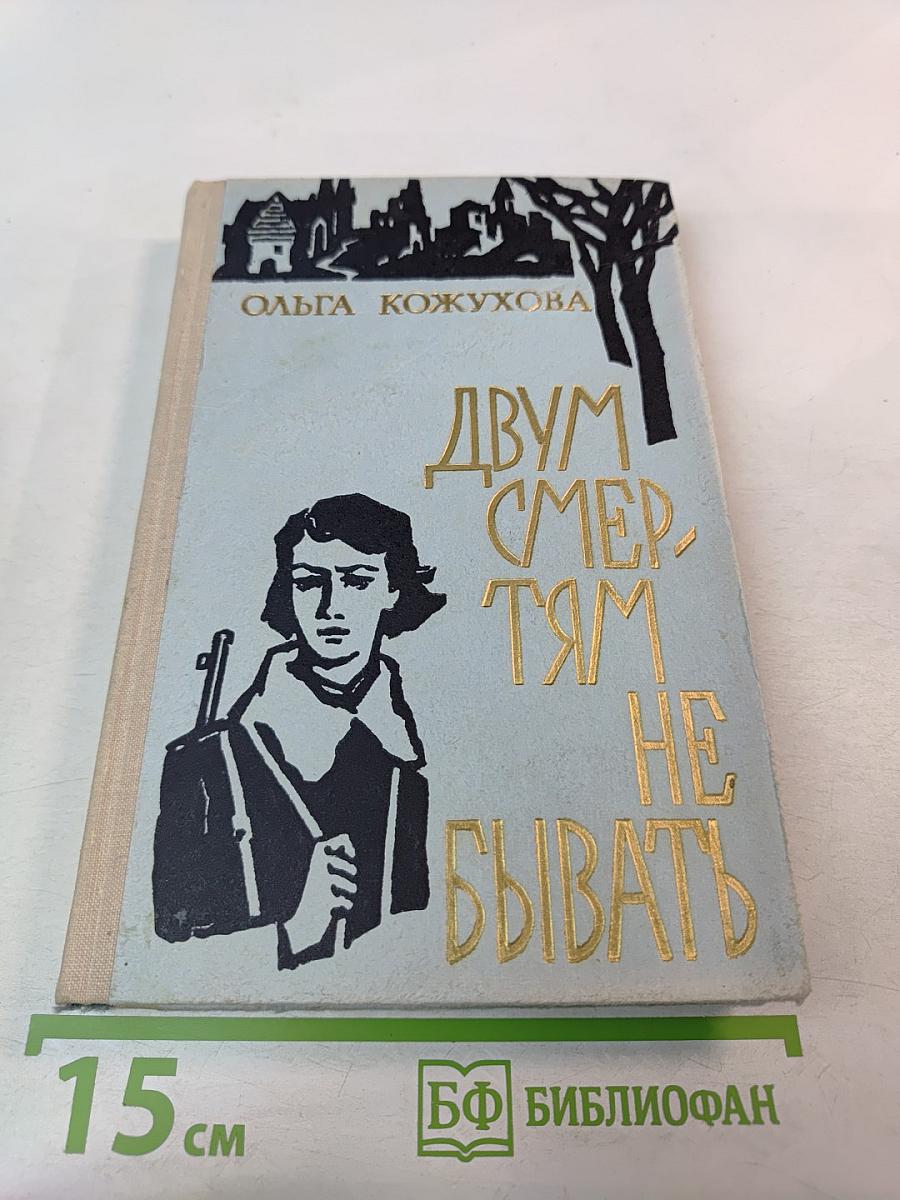 ОЛЬГА КОЖУХОВА
ДВУМ
СМЕР-
ТЯМ
НЕ
БЫВАТЬ
15 см
БФ БИБЛИОФАН